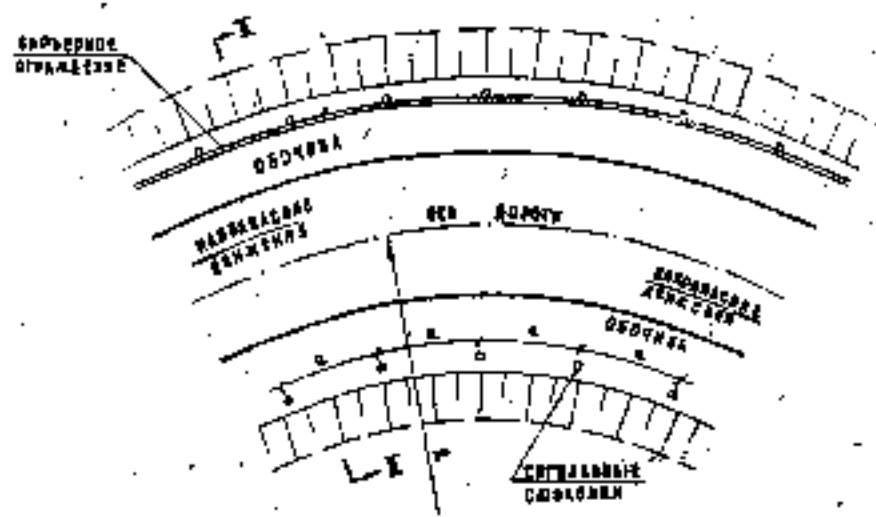 БАРЬЕРНОЕ
ОГРАЖДЕНИЕ
ОБОЧИНА
НАПРАВЛЕНИЕ
ДВИЖЕНИЯ
ОСЬ ДОРОГИ
НАПРАВЛЕНИЕ
ДВИЖЕНИЯ
ОБОЧИНА
а а а а
СИГНАЛЬНЫЕ
СТОЛБИКИ